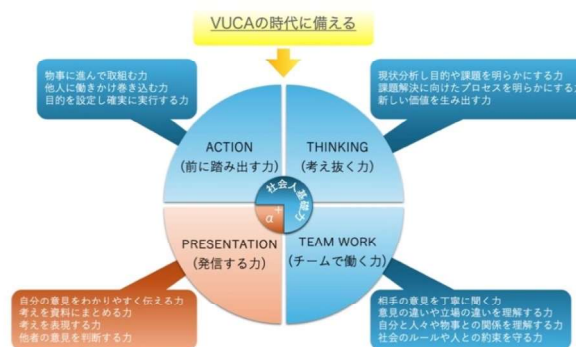 VUCAの時代に備える
物事に進んで取組む力
他人に働きかけ巻き込む力
目的を設定し確実に実行する力
現状分析し目的や課題を明らかにする力
課題解決に向けたプロセスを明らかにする力
新しい価値を生み出す力
ACTION
(前に踏み出す力)
THINKING
(考え抜く力)
社会人基礎力
α⁺
PRESENTATION
(発信する力)
TEAM WORK
(チームで働く力)
自分の意見をわかりやすく伝える力
考えを資料にまとめる力
考えを表現する力
他者の意見を判断する力
相手の意見を丁寧に聞く力
意見の違いや立場の違いを理解する力
自分と人々や物事との関係を理解する力
社会のルールや人との約束を守る力